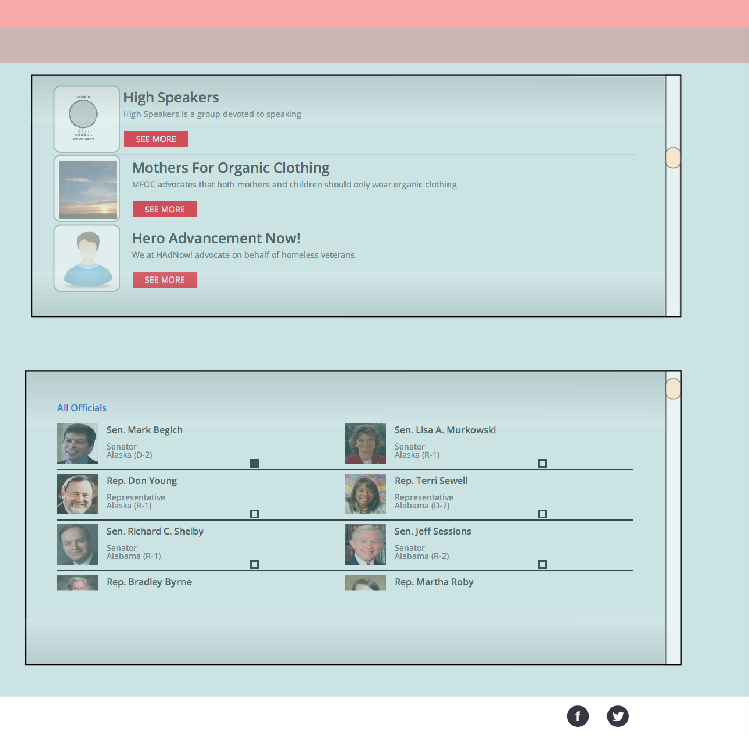 High Speakers
High Speakers is a group devoted to speaking
SEE MORE
Mothers For Organic Clothing
MFOC advocates that both mothers and children should only wear organic clothing
SEE MORE
Hero Advancement Now!
We at HAdNow! advocate on behalf of homeless veterans.
SEE MORE
All Officials
Sen. Mark Begich
Senator
Alaska (D-2)
Sen. Lisa A. Murkowski
Senator
Alaska (R-1)
Rep. Don Young
Representative
Alaska (R-1)
Rep. Terri Sewell
Representative
Alabama (D-7)
Sen. Richard C. Shelby
Senator
Alabama (R-1)
Sen. Jeff Sessions
Senator
Alabama (R-2)
Rep. Bradley Byrne
Rep. Martha Roby